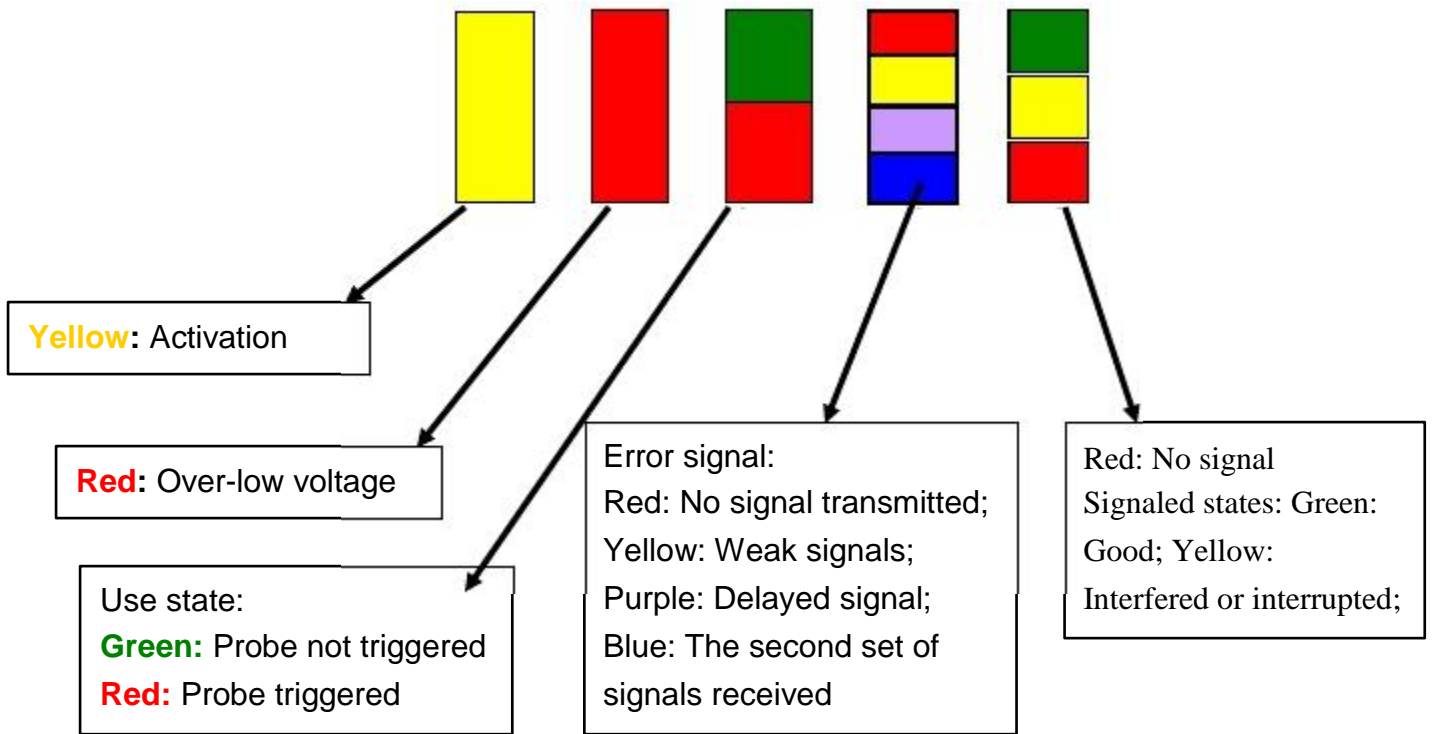 Yellow: Activation
Red: Over-low voltage
Use state:
Green: Probe not triggered
Red: Probe triggered
Error signal:
Red: No signal transmitted;
Yellow: Weak signals;
Purple: Delayed signal;
Blue: The second set of
signals received
Red: No signal
Signaled states: Green:
Good; Yellow:
Interfered or interrupted;